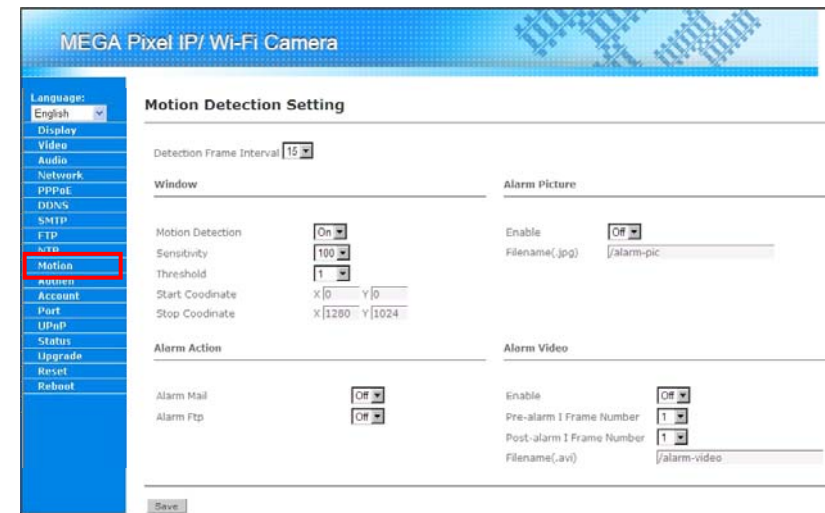 MEGA Pixel IP/ Wi-Fi Camera
Language:
English
Display
Video
Audio
Network
PPPoE
DDNS
SMTP
FTP
NTP
Motion
Authen
Account
Port
UPnP
Status
Upgrade
Reset
Reboot
Motion Detection Setting
Detection Frame Interval 15
Window
Motion Detection On
Sensitivity 100
Threshold 1
Start Coodinate X 0 Y 0
Stop Coodinate X 1280 Y 1024
Alarm Picture
Enable Off
Filename(.jpg) /alarm-pic
Alarm Action
Alarm Mail Off
Alarm Ftp Off
Alarm Video
Enable Off
Pre-alarm I Frame Number 1
Post-alarm I Frame Number 1
Filename(.avi) /alarm-video
Save